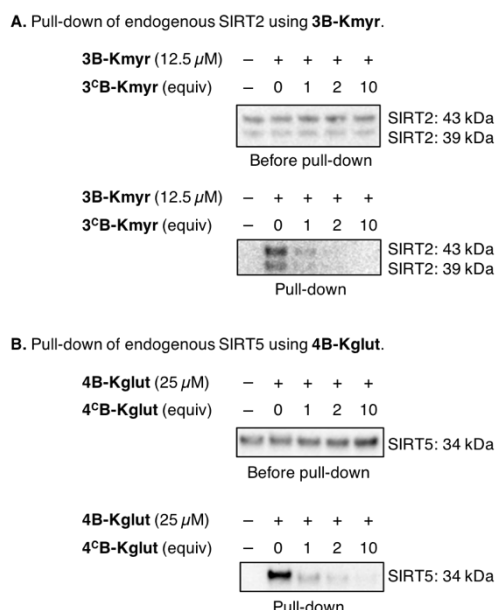 A. Pull-down of endogenous SIRT2 using 3B-Kmyr.
3B-Kmyr (12.5 µM) – + + + +
3ᶜB-Kmyr (equiv) – 0 1 2 10
SIRT2: 43 kDa
SIRT2: 39 kDa
Before pull-down
3B-Kmyr (12.5 µM) – + + + +
3ᶜB-Kmyr (equiv) – 0 1 2 10
SIRT2: 43 kDa
SIRT2: 39 kDa
Pull-down
B. Pull-down of endogenous SIRT5 using 4B-Kglut.
4B-Kglut (25 µM) – + + + +
4ᶜB-Kglut (equiv) – 0 1 2 10
SIRT5: 34 kDa
Before pull-down
4B-Kglut (25 µM) – + + + +
4ᶜB-Kglut (equiv) – 0 1 2 10
SIRT5: 34 kDa
Pull-down